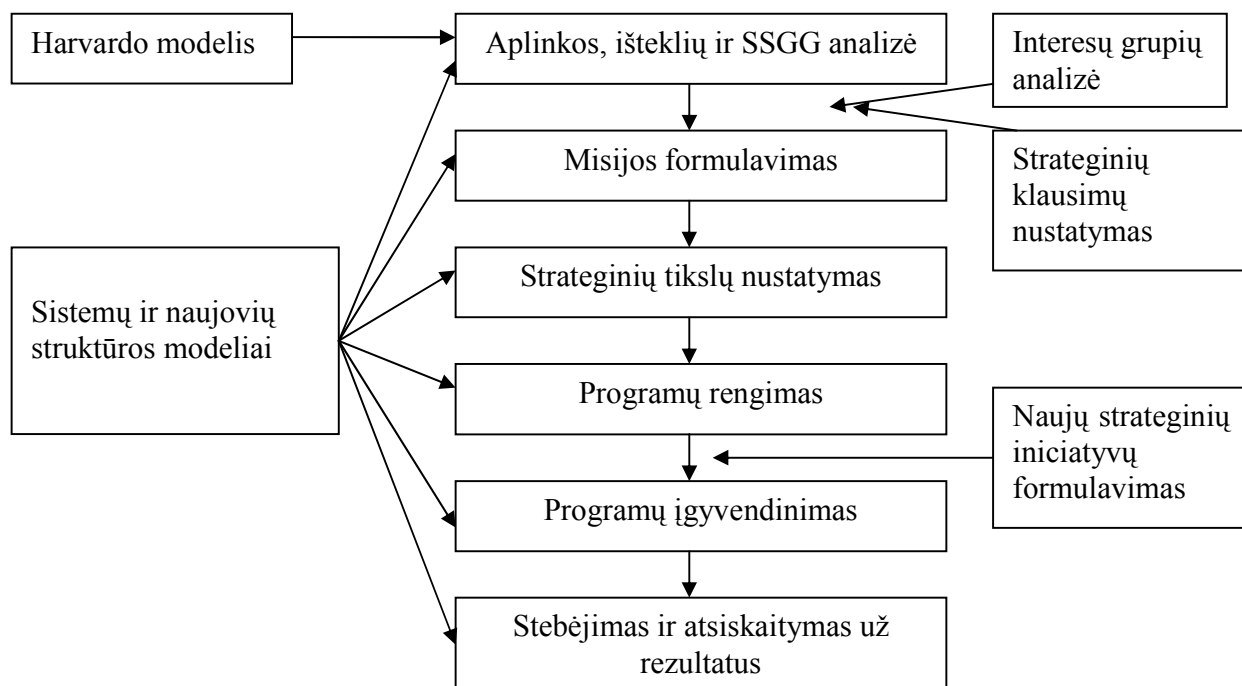 Harvardo modelis
Aplinkos, išteklių ir SSGG analizė
Interesų grupių
analizė
Misijos formulavimas
Strateginių
klausimų
nustatymas
Sistemų ir naujovių
struktūros modeliai
Strateginių tikslų nustatymas
Programų rengimas
Naujų strateginių
iniciatyvų
formulavimas
Programų įgyvendinimas
Stebėjimas ir atsiskaitymas už
rezultatus